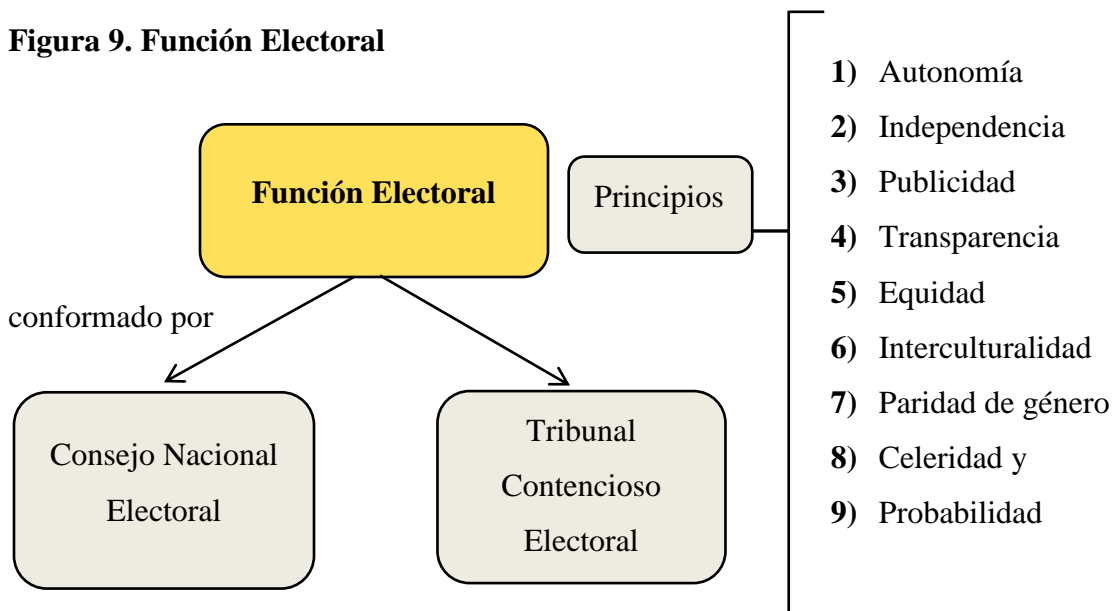 Figura 9. Función Electoral
Función Electoral
Principios
1) Autonomía
2) Independencia
3) Publicidad
4) Transparencia
5) Equidad
6) Interculturalidad
7) Paridad de género
8) Celeridad y
9) Probabilidad
conformado por
Consejo Nacional
Electoral
Tribunal
Contencioso
Electoral